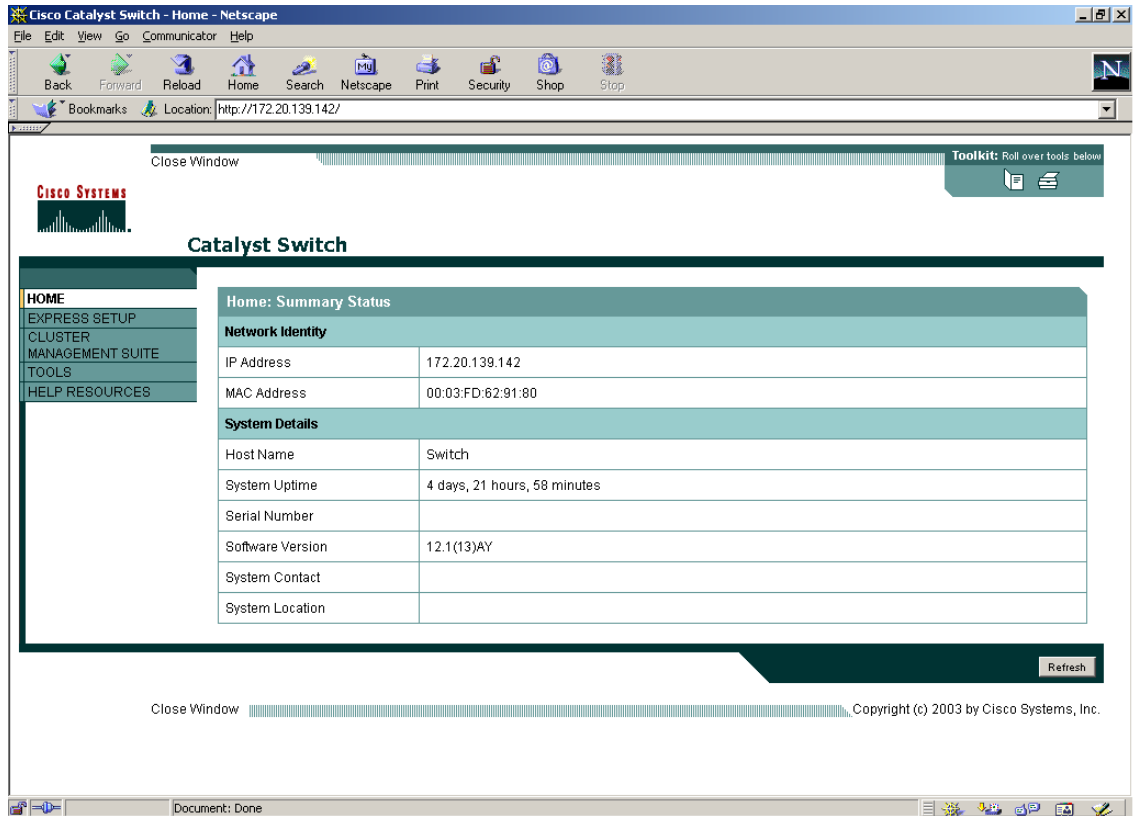 Cisco Catalyst Switch - Home - Netscape
File Edit View Go Communicator Help
Back Forward Reload Home Search Netscape Print Security Shop Stop
My
N
Bookmarks Location: http://172.20.139.142/
Close Window
Toolkit: Roll over tools below
CISCO SYSTEMS
Catalyst Switch
HOME
EXPRESS SETUP
CLUSTER
MANAGEMENT SUITE
TOOLS
HELP RESOURCES
Home: Summary Status
Network Identity
IP Address 172.20.139.142
MAC Address 00:03:FD:62:91:80
System Details
Host Name Switch
System Uptime 4 days, 21 hours, 58 minutes
Serial Number
Software Version 12.1(13)AY
System Contact
System Location
Refresh
Close Window
Copyright (c) 2003 by Cisco Systems, Inc.
Document: Done